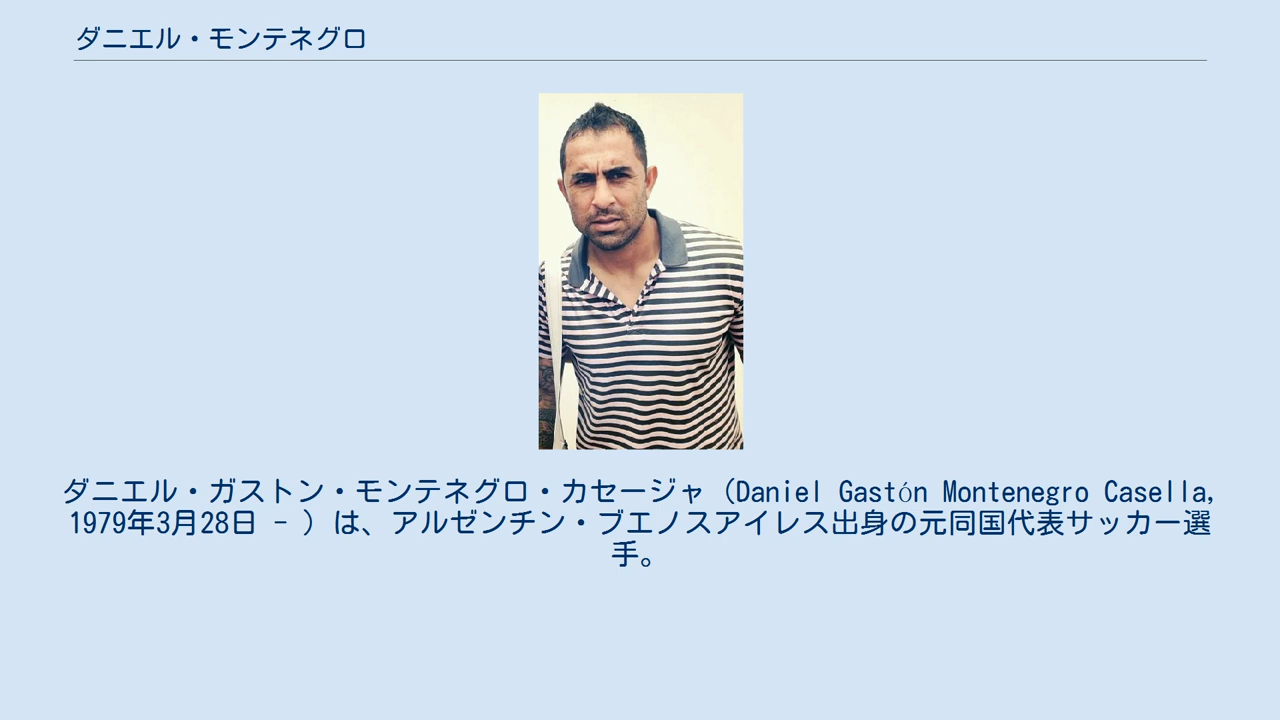 ダニエル・モンテネグロ
ダニエル・ガストン・モンテネグロ・カセージャ（Daniel Gastón Montenegro Casella,
1979年3月28日 - ）は、アルゼンチン・ブエノスアイレス出身の元同国代表サッカー選
手。